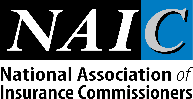 NAIC
National Association of
Insurance Commissioners